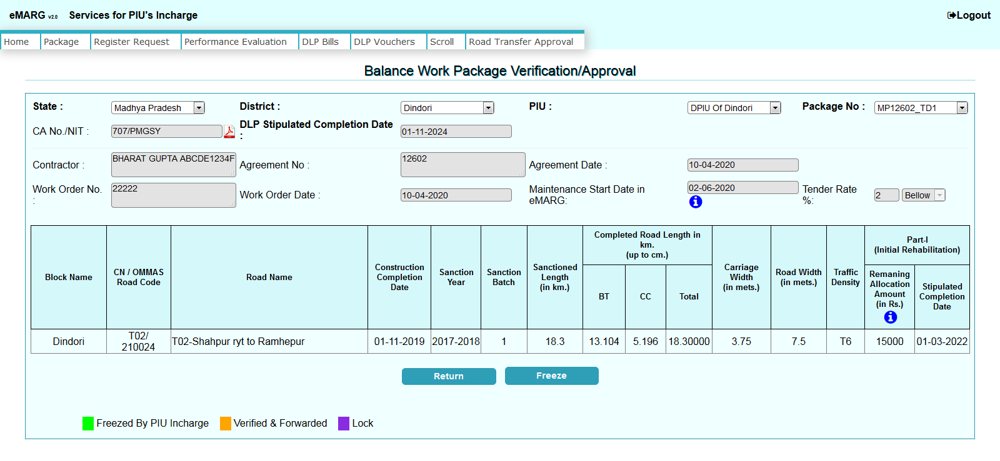 eMARG v2.0 Services for PIU's Incharge
Logout
Home Package Register Request Performance Evaluation DLP Bills DLP Vouchers Scroll Road Transfer Approval
Balance Work Package Verification/Approval
State : Madhya Pradesh District : Dindori PIU : DPIU Of Dindori Package No : MP12602_TD1
CA No./NIT : 707/PMGSY DLP Stipulated Completion Date : 01-11-2024
Contractor : BHARAT GUPTA ABCDE1234F Agreement No : 12602 Agreement Date : 10-04-2020
Work Order No. : 22222 Work Order Date : 10-04-2020 Maintenance Start Date in eMARG: 02-06-2020 Tender Rate %: 2 Bellow
Block Name
CN / OMMAS
Road Code
Road Name
Construction
Completion
Date
Sanction
Year
Sanction
Batch
Sanctioned
Length
(in km.)
Completed Road Length in
km.
(up to cm.)
BT CC Total
Carriage
Width
(in mets.)
Road Width
(in mets.)
Traffic
Density
Part-I
(Initial Rehabilitation)
Remaning
Allocation
Amount
(in Rs.)
Stipulated
Completion
Date
Dindori T02/ 210024 T02-Shahpur ryt to Ramhepur 01-11-2019 2017-2018 1 18.3 13.104 5.196 18.30000 3.75 7.5 T6 15000 01-03-2022
Return Freeze
Freezed By PIU Incharge Verified & Forwarded Lock